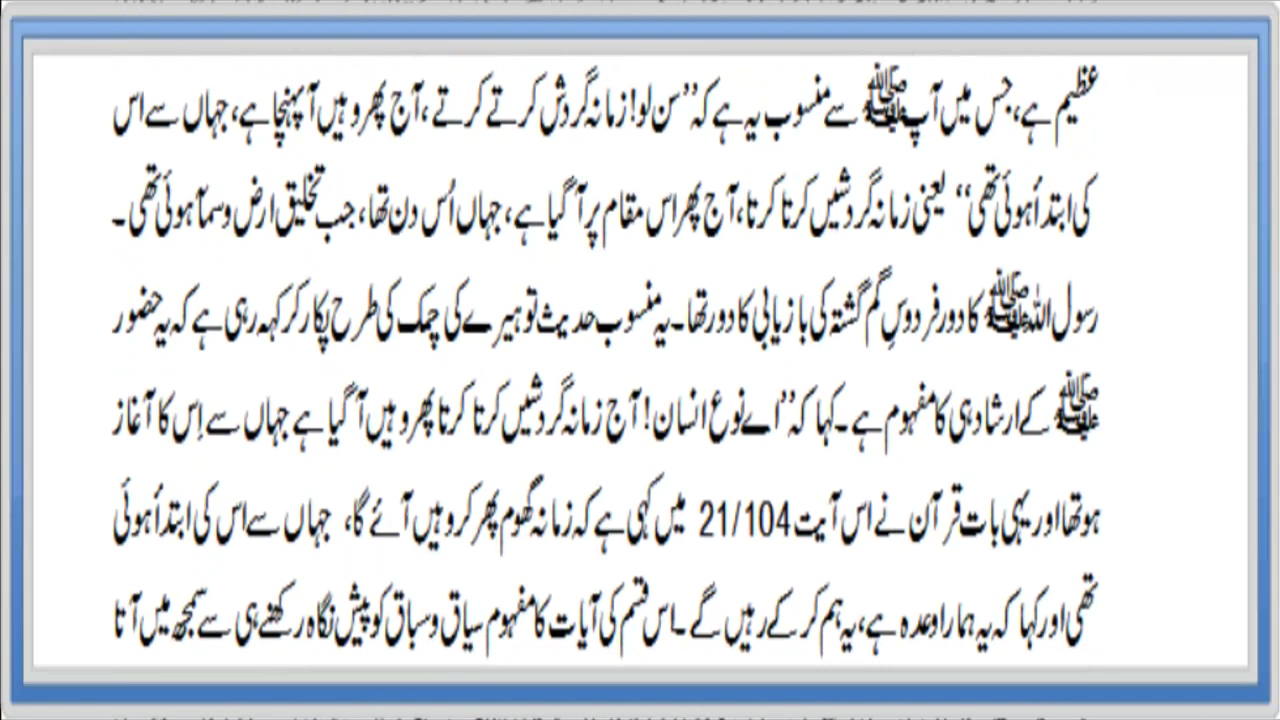 عظیم ہے، جس میں آپ ﷺ سے منسوب یہ ہے کہ ’’سن لو! زمانہ گردش کرتے کرتے، آج پھر وہیں آ پہنچا ہے، جہاں سے اس
کی ابتدأ ہوئی تھی‘‘ یعنی زمانہ گردشیں کرتا کرتا، آج پھر اس مقام پر آ گیا ہے، جہاں اُس دن تھا، جب تخلیق ارض و سمآ ہوئی تھی۔
رسول اللہ ﷺ کا دور فردوسِ گم گشتہ کی بازیابی کا دور تھا۔ یہ منسوب حدیث تو ہیرے کی چمک کی طرح پکار کر کہہ رہی ہے کہ یہ حضور
ﷺ کے ارشاد ہی کا مفہوم ہے۔ کہا کہ ’’اے نوع انسان! آج زمانہ گردشیں کرتا کرتا پھر وہیں آ گیا ہے جہاں سے اِس کا آغاز
ہو تھا اور یہی بات قرآن نے اس آیت 21/104 میں کہی ہے کہ زمانہ گھوم پھر کر وہیں آئے گا، جہاں سے اس کی ابتدأ ہوئی
تھی اور کہا کہ یہ ہمارا وعدہ ہے، یہ ہم کر کے رہیں گے۔ اس قسم کی آیات کا مفہوم سیاق و سباق کو پیش نگاہ رکھنے ہی سے سمجھ میں آتا